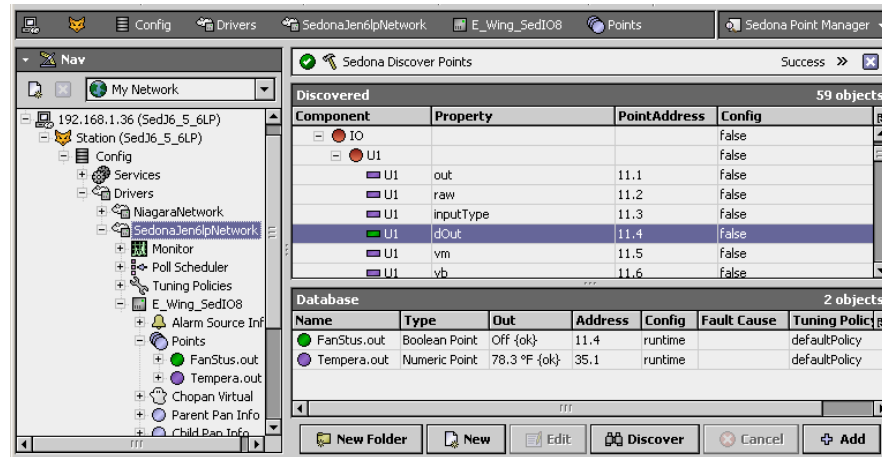 Config Drivers SedonaJen6lpNetwork E_Wing_SedIO8 Points Sedona Point Manager
Nav
My Network
192.168.1.36 (SedJ6_5_6LP)
Station (SedJ6_5_6LP)
Config
Services
Drivers
NiagaraNetwork
SedonaJen6lpNetwork
Monitor
Poll Scheduler
Tuning Policies
E_Wing_SedIO8
Alarm Source Inf
Points
FanStus.out
Tempera.out
Chopan Virtual
Parent Pan Info
Child Pan Info
Sedona Discover Points Success »
Discovered 59 objects
Component Property PointAddress Config
IO false
U1 false
U1 out 11.1 false
U1 raw 11.2 false
U1 inputType 11.3 false
U1 dOut 11.4 false
U1 vm 11.5 false
U1 vb 11.6 false
Database 2 objects
Name Type Out Address Config Fault Cause Tuning Policy
FanStus.out Boolean Point Off {ok} 11.4 runtime defaultPolicy
Tempera.out Numeric Point 78.3 °F {ok} 35.1 runtime defaultPolicy
New Folder New Edit Discover Cancel Add